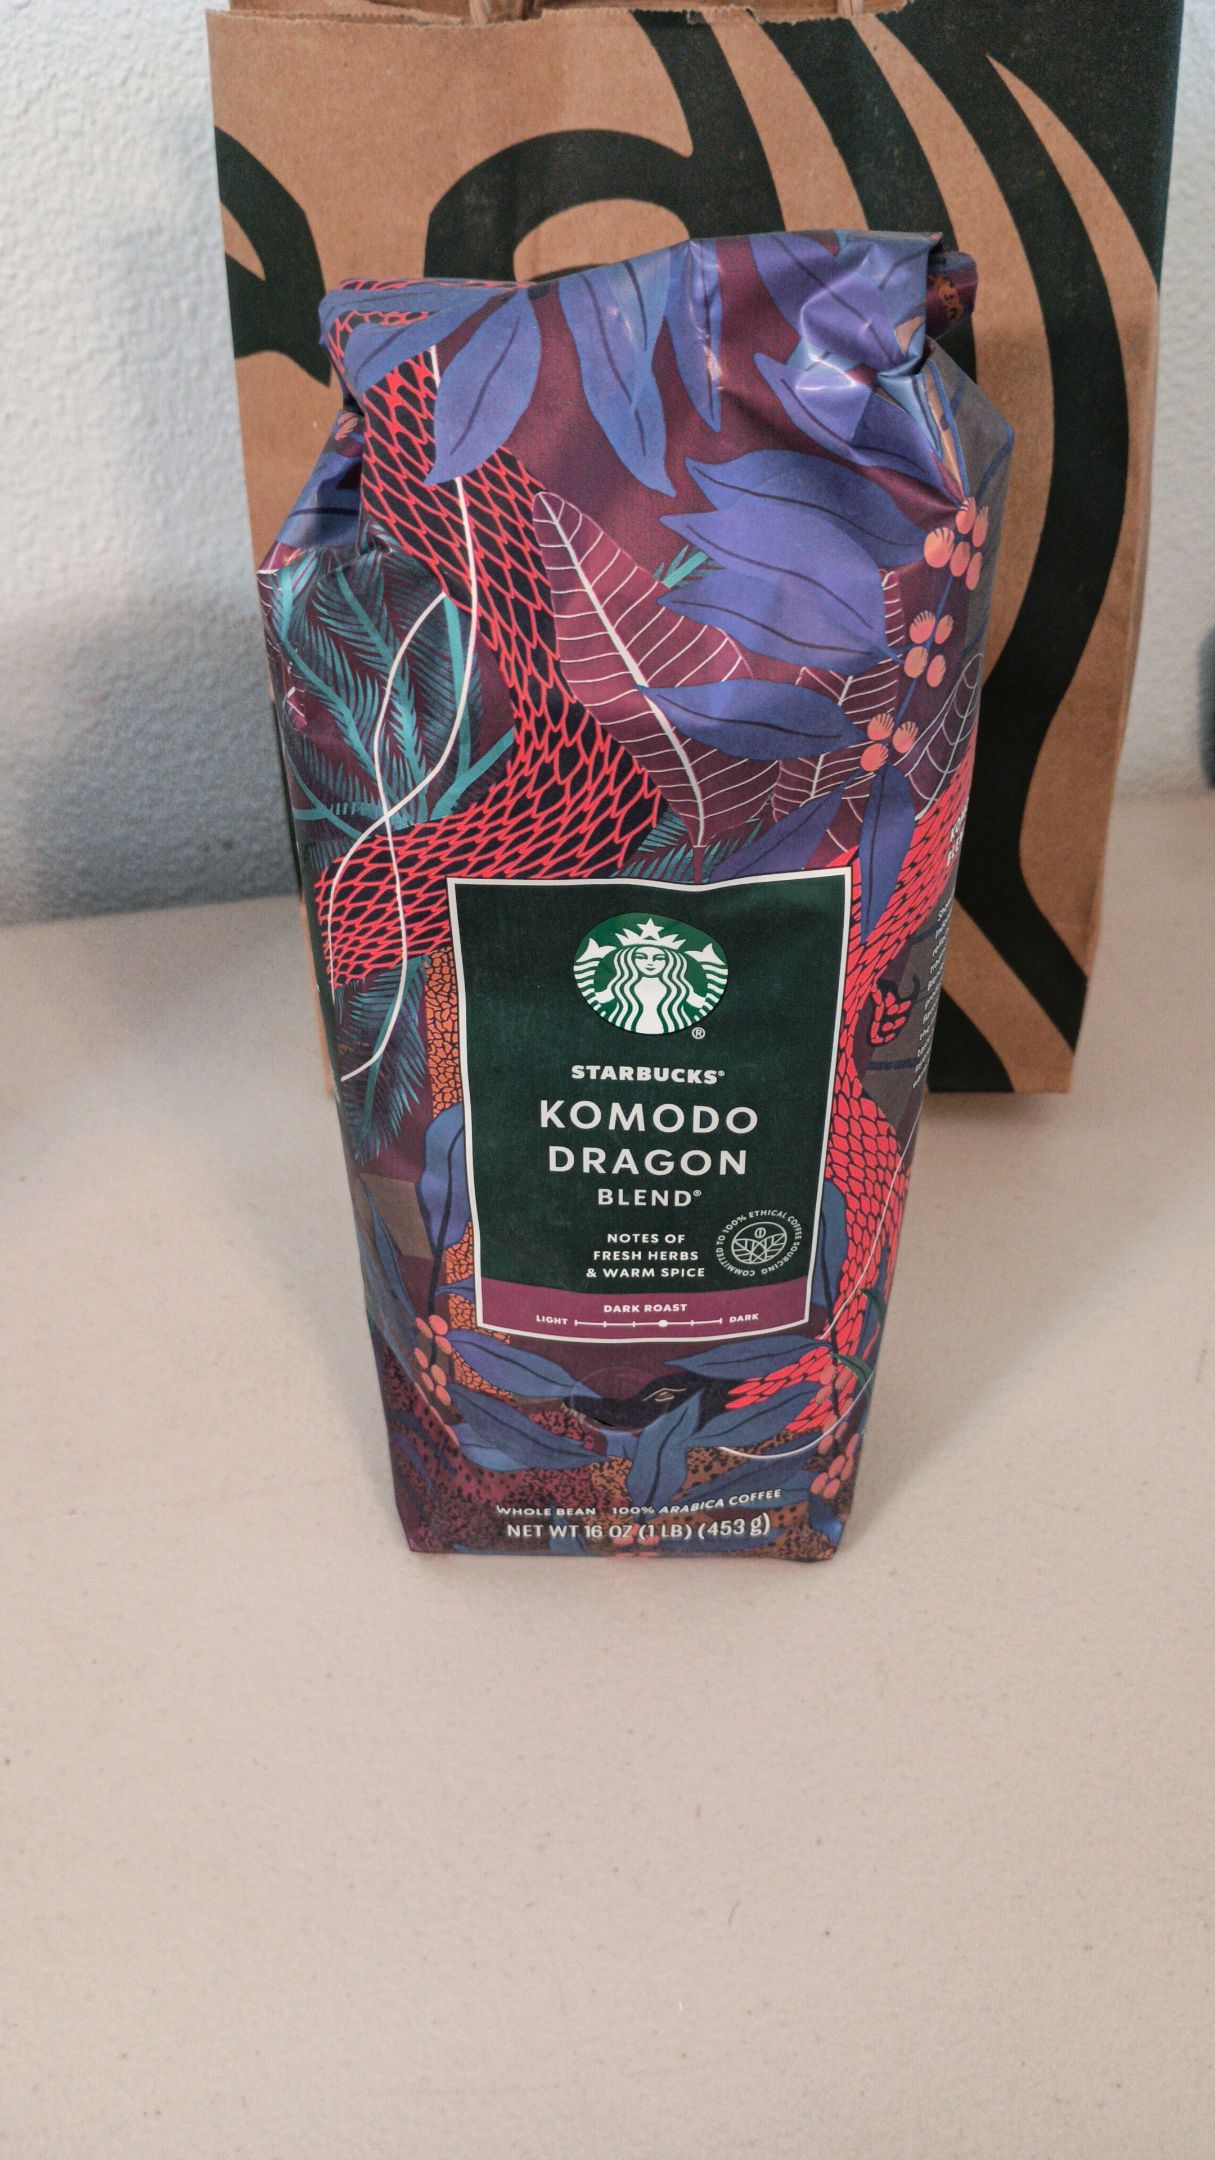 STARBUCKS®
KOMODO
DRAGON
BLEND®
NOTES OF
FRESH HERBS
& WARM SPICE
COMMITTED TO 100% ETHICAL COFFEE SOURCING
DARK ROAST
LIGHT
DARK
WHOLE BEAN 100% ARABICA COFFEE
NET WT 16 OZ (1 LB) (453 g)